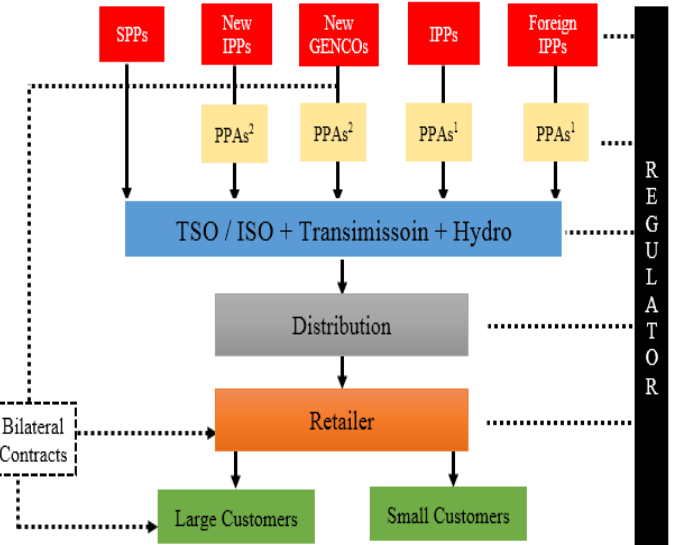 SPPs
New
IPPs
New
GENCOs
IPPs
Foreign
IPPs
PPAs²
PPAs²
PPAs¹
PPAs¹
TSO / ISO + Transimissoin + Hydro
Distribution
Retailer
Bilateral
Contracts
Large Customers
Small Customers
R
E
G
U
L
A
T
O
R